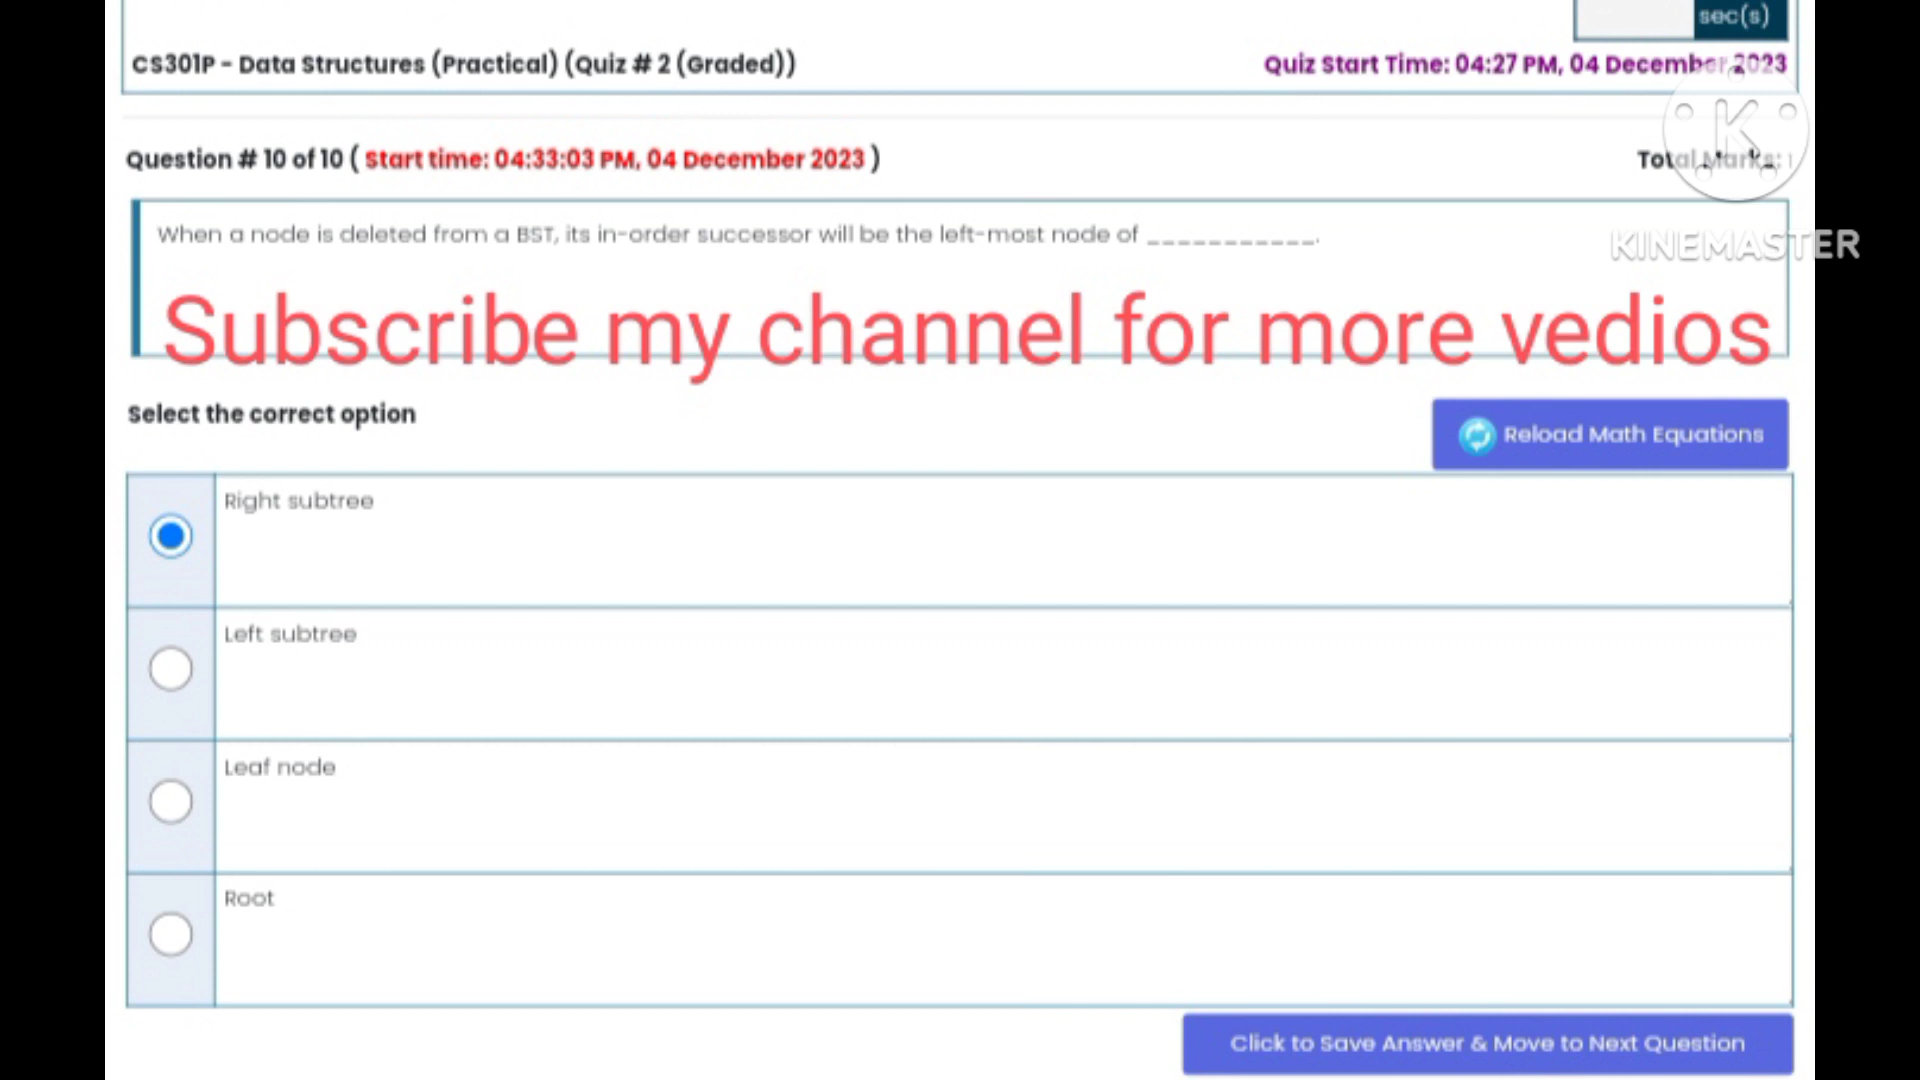 sec(s)
CS301P - Data Structures (Practical) (Quiz # 2 (Graded))
Quiz Start Time: 04:27 PM, 04 December 2023
Question # 10 of 10 ( Start time: 04:33:03 PM, 04 December 2023 )
Total Marks: 1
K
KINEMASTER
When a node is deleted from a BST, its in-order successor will be the left-most node of ___________.
Subscribe my channel for more vedios
Select the correct option
Reload Math Equations
Right subtree
Left subtree
Leaf node
Root
Click to Save Answer & Move to Next Question